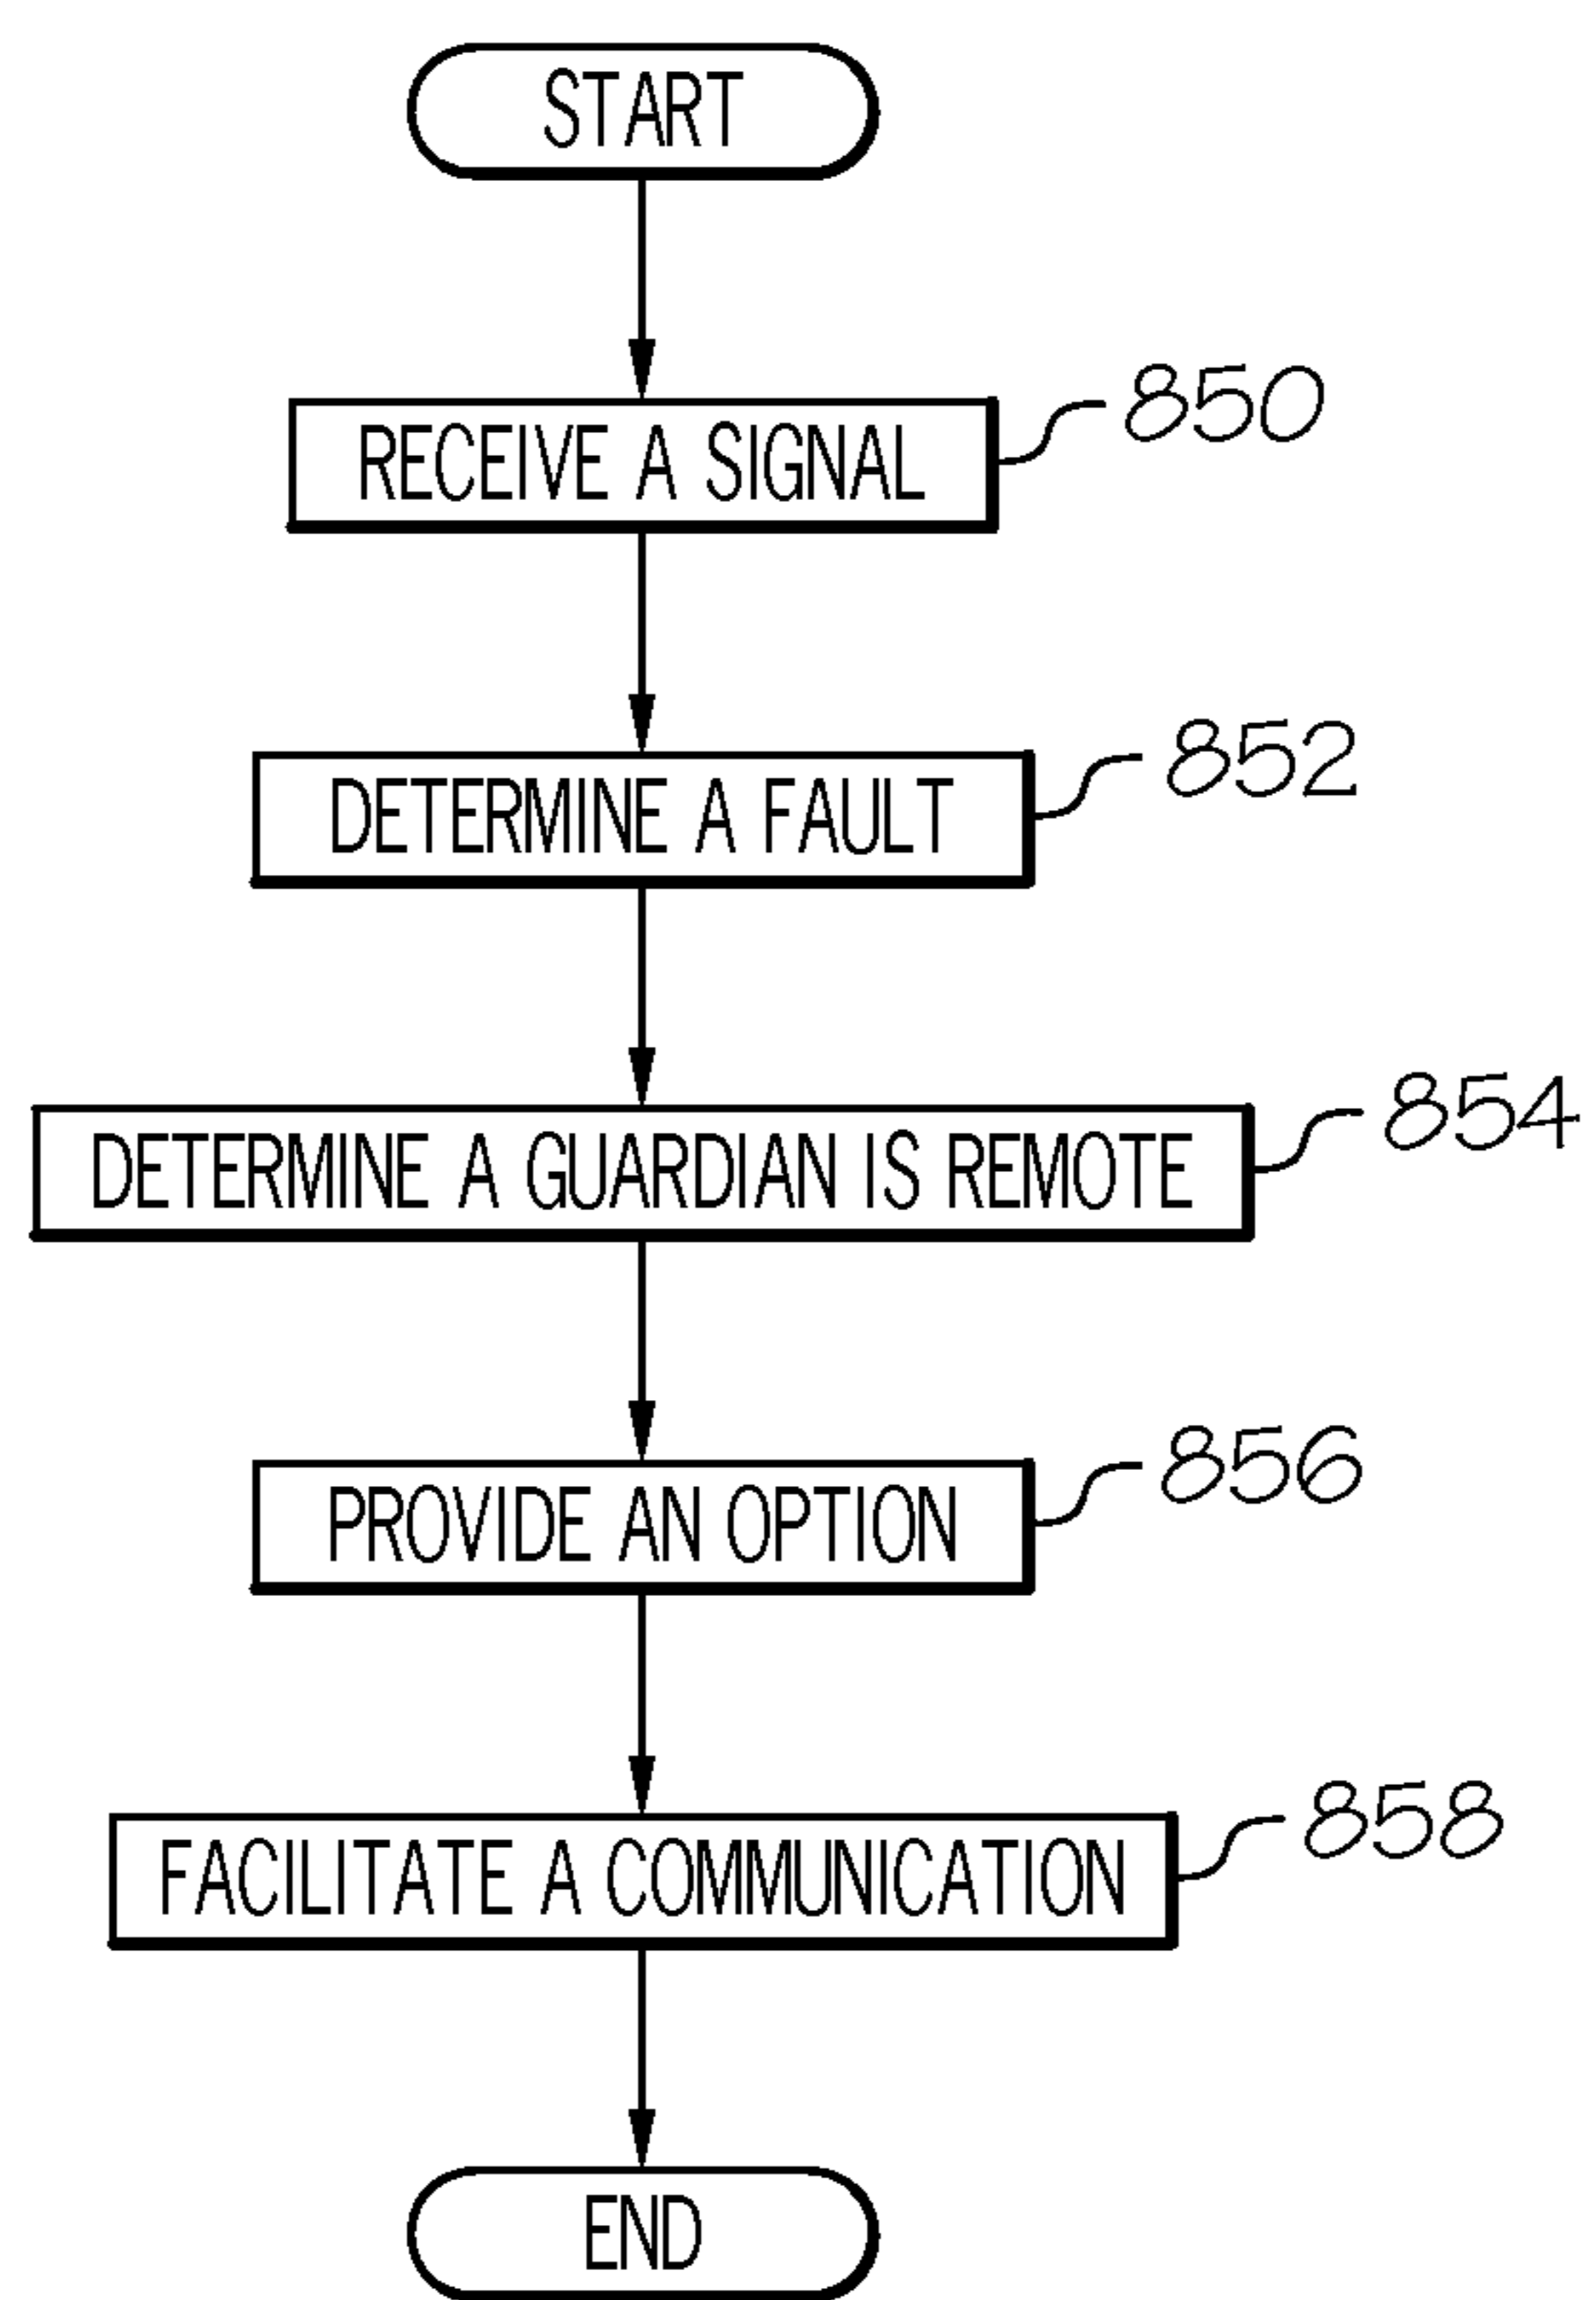 START
RECEIVE A SIGNAL
850
DETERMINE A FAULT
852
DETERMINE A GUARDIAN IS REMOTE
854
PROVIDE AN OPTION
856
FACILITATE A COMMUNICATION
858
END